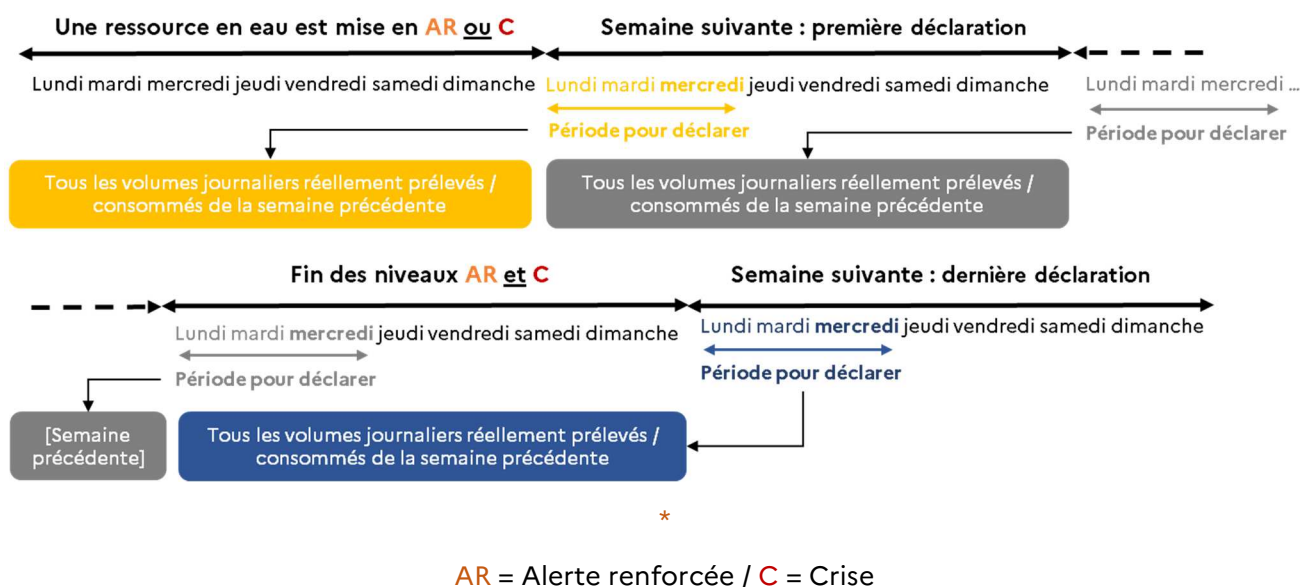 Une ressource en eau est mise en AR ou C
Semaine suivante : première déclaration
Lundi mardi mercredi jeudi vendredi samedi dimanche
Lundi mardi mercredi jeudi vendredi samedi dimanche
Lundi mardi mercredi ...
Période pour déclarer
Période pour déclarer
Tous les volumes journaliers réellement prélevés /
consommés de la semaine précédente
Tous les volumes journaliers réellement prélevés /
consommés de la semaine précédente
Fin des niveaux AR et C
Semaine suivante : dernière déclaration
Lundi mardi mercredi jeudi vendredi samedi dimanche
Lundi mardi mercredi jeudi vendredi samedi dimanche
Période pour déclarer
Période pour déclarer
[Semaine
précédente]
Tous les volumes journaliers réellement prélevés /
consommés de la semaine précédente
*
AR = Alerte renforcée / C = Crise